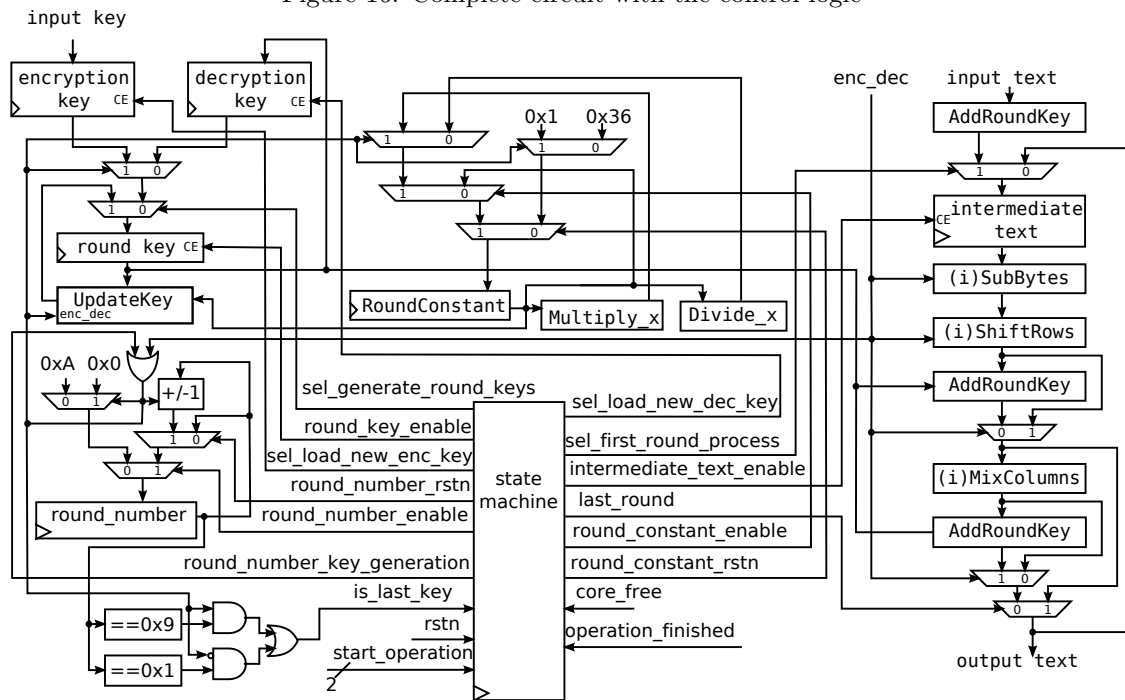 Figure 10: Complete circuit with the control logic
input key
encryption
key
CE
decryption
key
CE
enc_dec
input text
AddRoundKey
0x1
0x36
1
0
1
0
1
0
1
0
1
0
1
0
1
0
intermediate
CE
text
round key
CE
UpdateKey
enc_dec
RoundConstant
Multiply_x
Divide_x
(i)SubBytes
(i)ShiftRows
AddRoundKey
0
1
(i)MixColumns
AddRoundKey
1
0
0
1
output text
0xA
0x0
0
1
+/-1
1
0
0
1
round_number
==0x9
==0x1
sel_generate_round_keys
round_key_enable
sel_load_new_enc_key
round_number_rstn
round_number_enable
round_number_key_generation
is_last_key
rstn
start_operation
2
state
machine
sel_load_new_dec_key
sel_first_round_process
intermediate_text_enable
last_round
round_constant_enable
round_constant_rstn
core_free
operation_finished